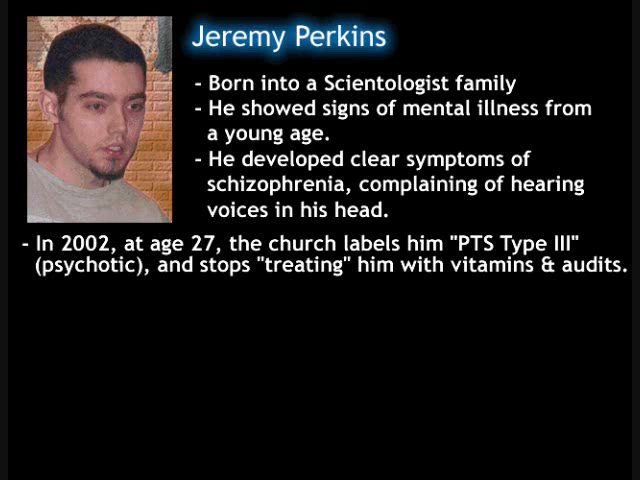 Jeremy Perkins
- Born into a Scientologist family
- He showed signs of mental illness from
a young age.
- He developed clear symptoms of
schizophrenia, complaining of hearing
voices in his head.
- In 2002, at age 27, the church labels him "PTS Type III"
(psychotic), and stops "treating" him with vitamins & audits.